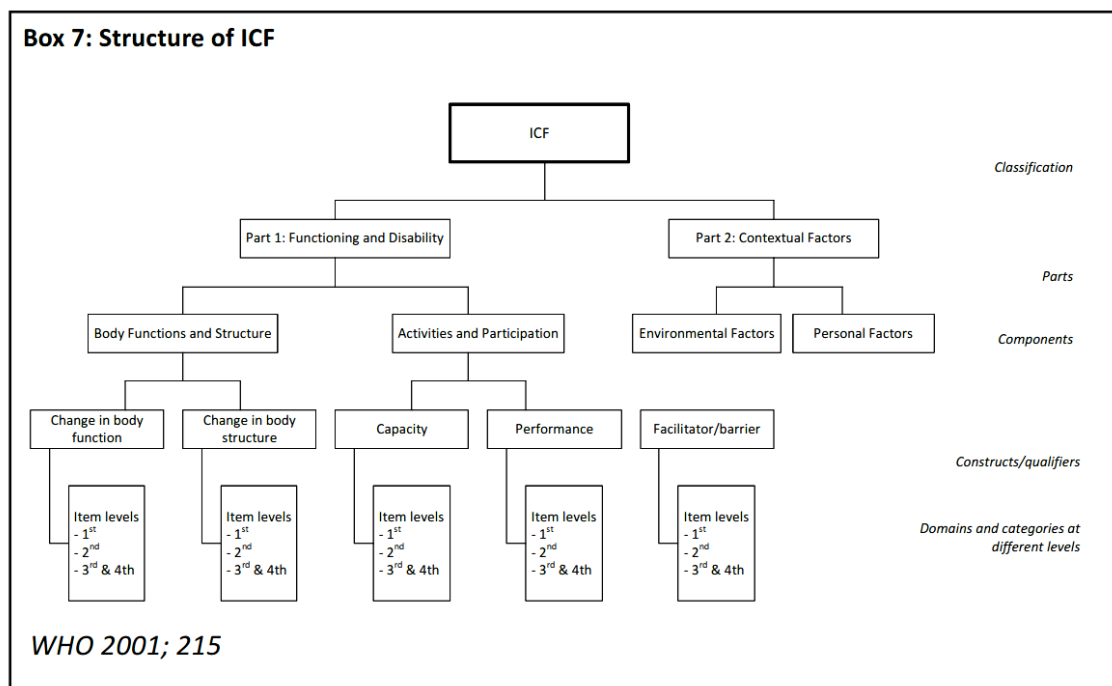 Box 7: Structure of ICF
ICF
Classification
Part 1: Functioning and Disability
Part 2: Contextual Factors
Parts
Body Functions and Structure
Activities and Participation
Environmental Factors
Personal Factors
Components
Change in body
function
Change in body
structure
Capacity
Performance
Facilitator/barrier
Constructs/qualifiers
Item levels
- 1st
- 2nd
- 3rd & 4th
Item levels
- 1st
- 2nd
- 3rd & 4th
Item levels
- 1st
- 2nd
- 3rd & 4th
Item levels
- 1st
- 2nd
- 3rd & 4th
Item levels
- 1st
- 2nd
- 3rd & 4th
Domains and categories at
different levels
WHO 2001; 215